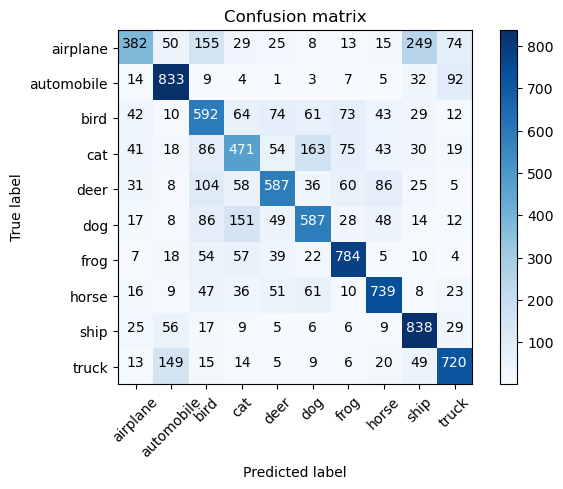 Confusion matrix
True label
airplane 382 50 155 29 25 8 13 15 249 74
automobile 14 833 9 4 1 3 7 5 32 92
bird 42 10 592 64 74 61 73 43 29 12
cat 41 18 86 471 54 163 75 43 30 19
deer 31 8 104 58 587 36 60 86 25 5
dog 17 8 86 151 49 587 28 48 14 12
frog 7 18 54 57 39 22 784 5 10 4
horse 16 9 47 36 51 61 10 739 8 23
ship 25 56 17 9 5 6 6 9 838 29
truck 13 149 15 14 5 9 6 20 49 720
airplane automobile bird cat deer dog frog horse ship truck
Predicted label
800
700
600
500
400
300
200
100